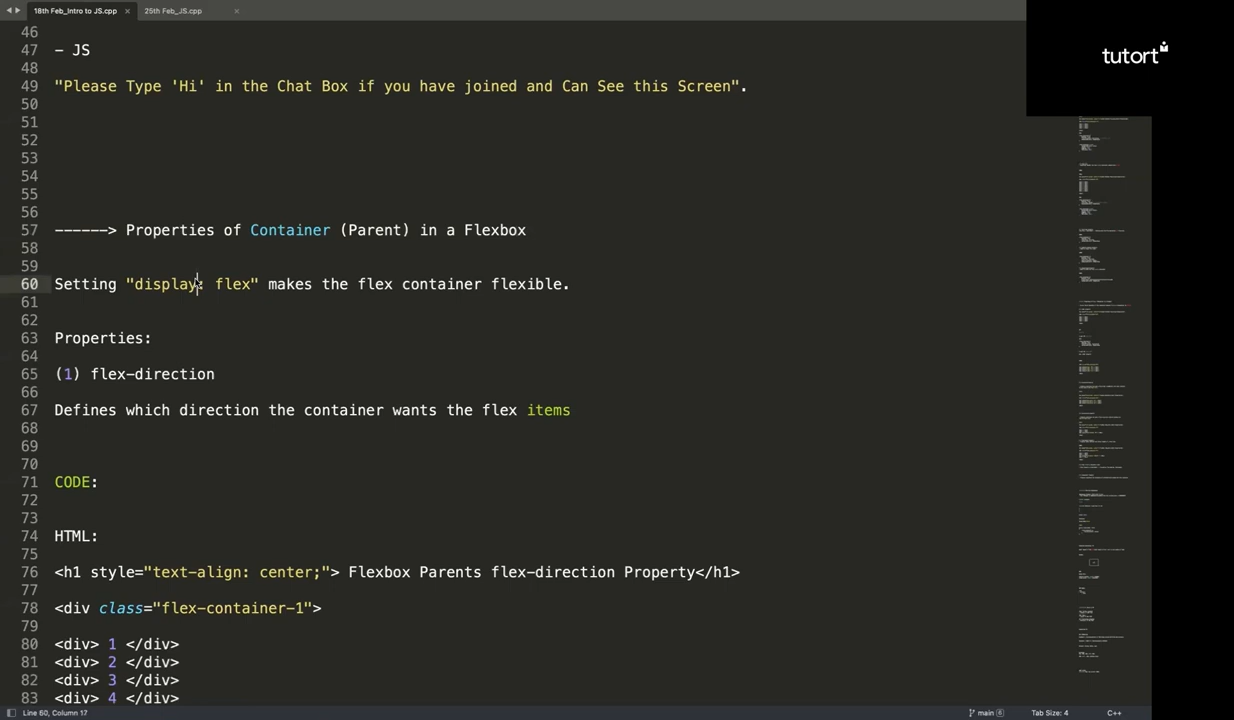 18th Feb_Intro to JS.cpp × 25th Feb_JS.cpp ×
tutort
46
47 - JS
48
49 "Please Type 'Hi' in the Chat Box if you have joined and Can See this Screen".
50
51
52
53
54
55
56
57 ------> Properties of Container (Parent) in a Flexbox
58
59
60 Setting "display: flex" makes the flex container flexible.
61
62
63 Properties:
64
65 (1) flex-direction
66
67 Defines which direction the container wants the flex items
68
69
70
71 CODE:
72
73
74 HTML:
75
76 <h1 style="text-align: center;"> Flexbox Parents flex-direction Property</h1>
77
78 <div class="flex-container-1">
79
80 <div> 1 </div>
81 <div> 2 </div>
82 <div> 3 </div>
83 <div> 4 </div>
Line 60, Column 17 main 6 Tab Size: 4 C++